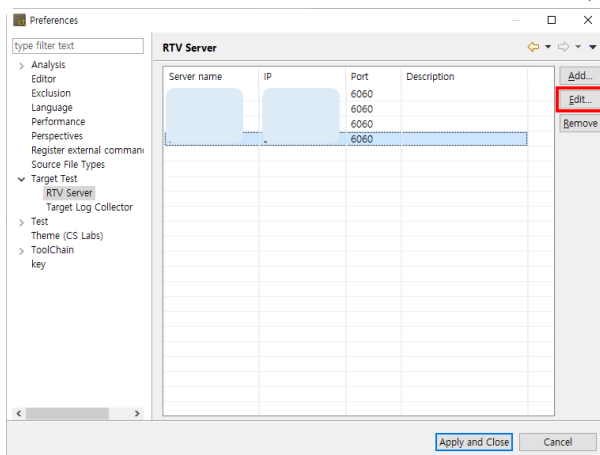 Preferences
type filter text
RTV Server
Analysis
Editor
Exclusion
Language
Performance
Perspectives
Register external comman
Source File Types
Target Test
RTV Server
Target Log Collector
Test
Theme (CS Labs)
ToolChain
key
Server name IP Port Description
6060
6060
6060
6060
Add...
Edit...
Remove
Apply and Close Cancel